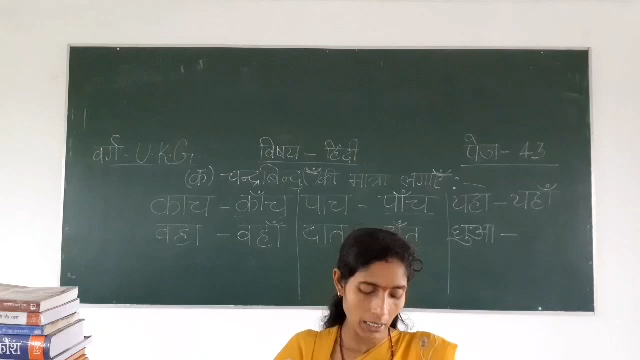 वर्ग - U.K.G. विषय - हिंदी पेज - 43
(क) - चन्द्रबिन्दु ँ की मात्रा लगाएँ :-
काच - काँच पाच - पाँच यहा - यहाँ
वहा - वहाँ दात धुआ -
कोश